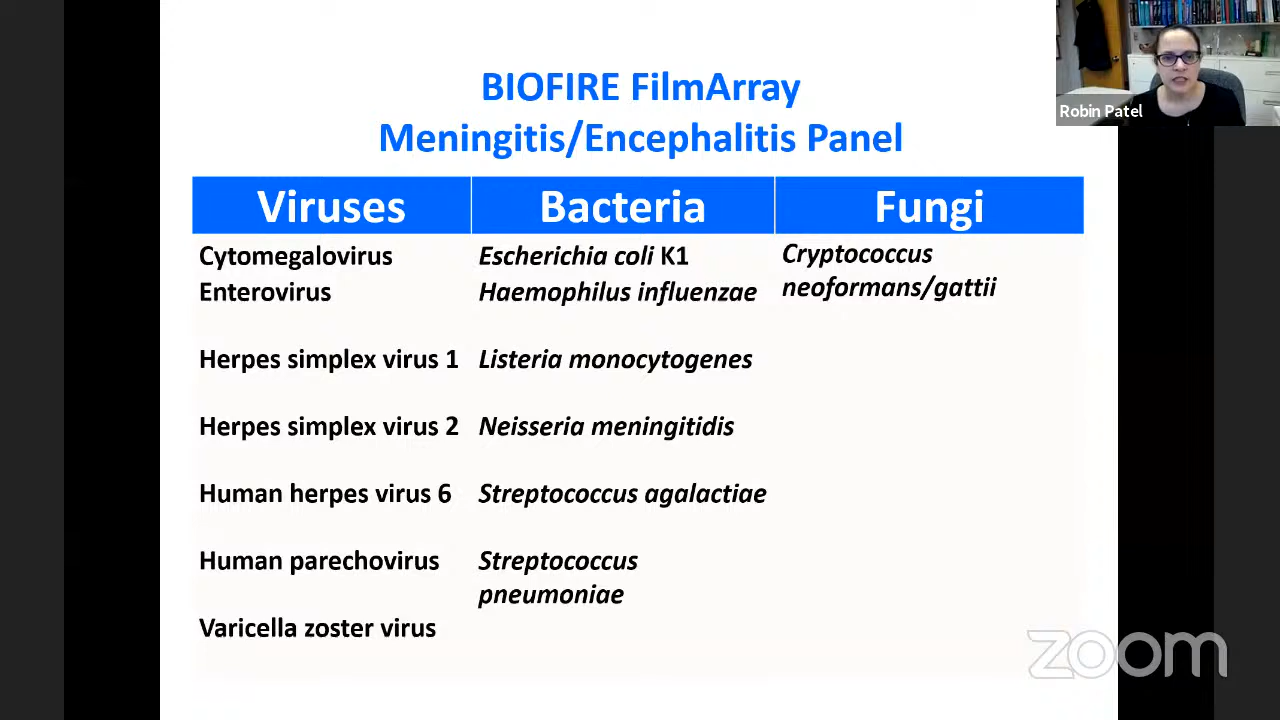 BIOFIRE FilmArray
Meningitis/Encephalitis Panel
Robin Patel
Viruses Bacteria Fungi
Cytomegalovirus Escherichia coli K1 Cryptococcus
Enterovirus Haemophilus influenzae neoformans/gattii
Herpes simplex virus 1 Listeria monocytogenes
Herpes simplex virus 2 Neisseria meningitidis
Human herpes virus 6 Streptococcus agalactiae
Human parechovirus Streptococcus
pneumoniae
Varicella zoster virus
zoom